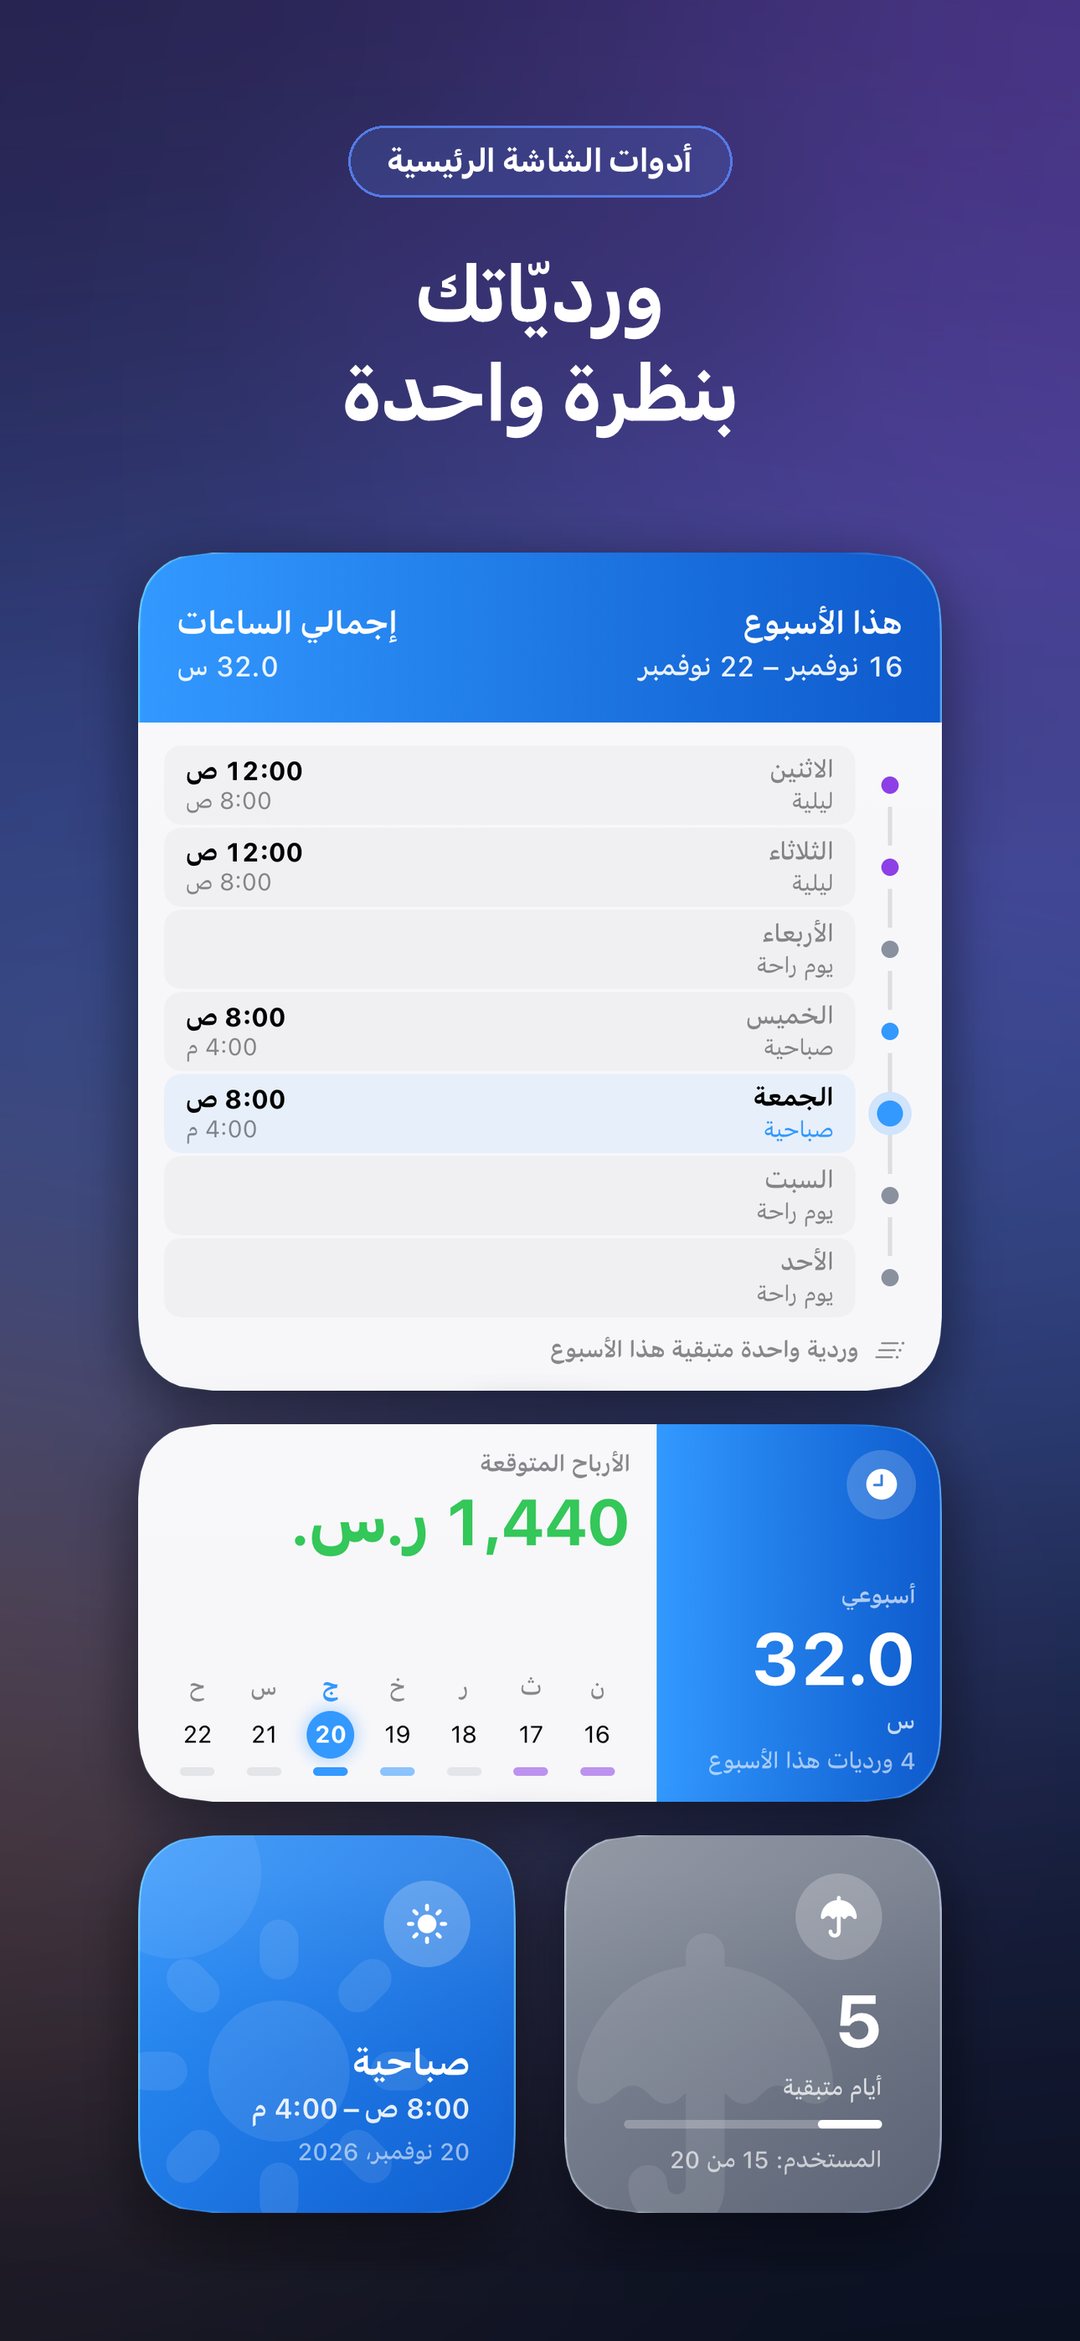 أدوات الشاشة الرئيسية
ورديّاتك
بنظرة واحدة
هذا الأسبوع
16 نوفمبر – 22 نوفمبر
إجمالي الساعات
32.0 س
الاثنين
ليلية
12:00 ص
8:00 ص
الثلاثاء
ليلية
12:00 ص
8:00 ص
الأربعاء
يوم راحة
الخميس
صباحية
8:00 ص
4:00 م
الجمعة
صباحية
8:00 ص
4:00 م
السبت
يوم راحة
الأحد
يوم راحة
وردية واحدة متبقية هذا الأسبوع
أسبوعي
32.0
س
4 ورديات هذا الأسبوع
الأرباح المتوقعة
1,440 ر.س.
ن ث ر خ ج س ح
16 17 18 19 20 21 22
5
أيام متبقية
المستخدم: 15 من 20
صباحية
8:00 ص – 4:00 م
20 نوفمبر، 2026